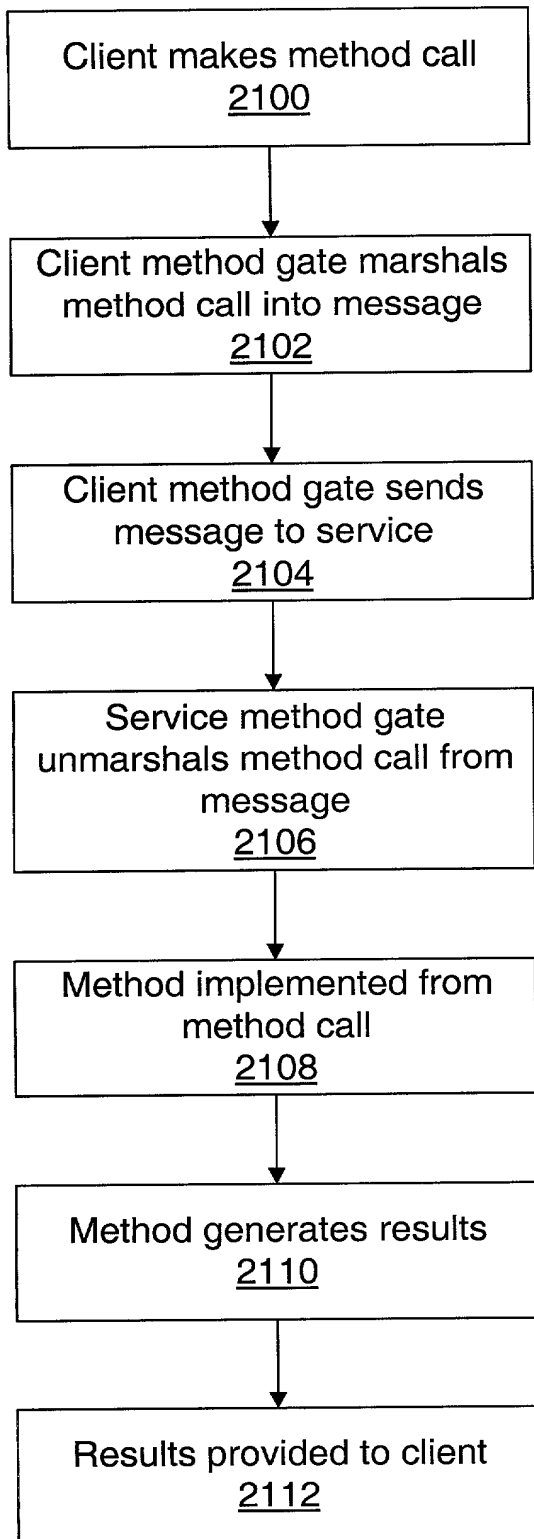 Client makes method call
2100
Client method gate marshals
method call into message
2102
Client method gate sends
message to service
2104
Service method gate
unmarshals method call from
message
2106
Method implemented from
method call
2108
Method generates results
2110
Results provided to client
2112